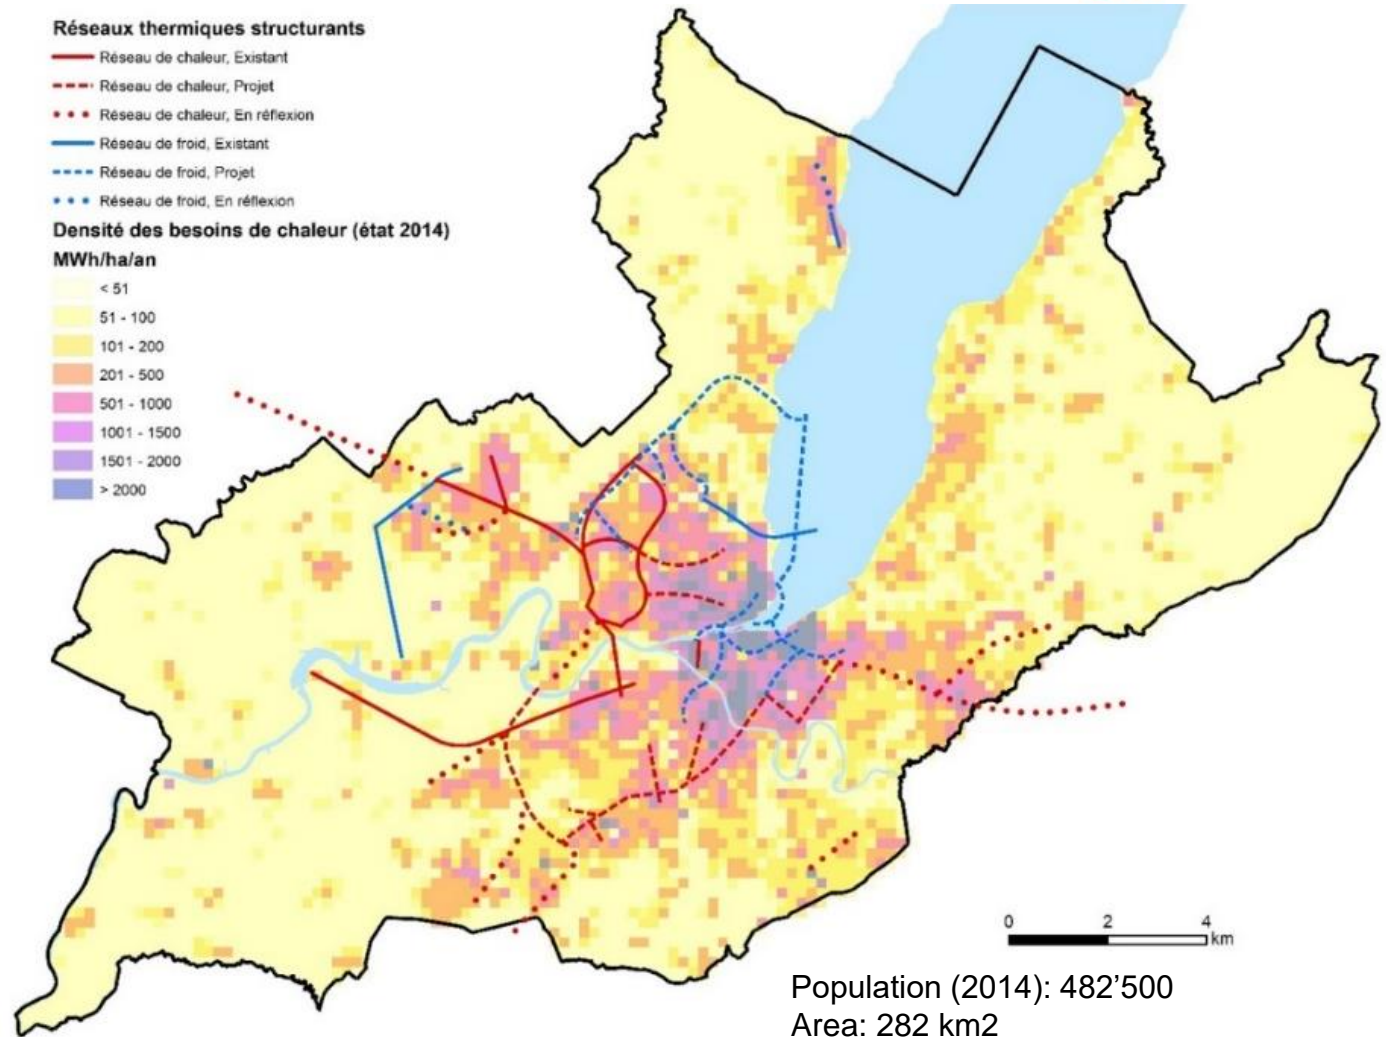 Réseaux thermiques structurants
Réseau de chaleur, Existant
Réseau de chaleur, Projet
Réseau de chaleur, En réflexion
Réseau de froid, Existant
Réseau de froid, Projet
Réseau de froid, En réflexion
Densité des besoins de chaleur (état 2014)
MWh/ha/an
< 51
51 - 100
101 - 200
201 - 500
501 - 1000
1001 - 1500
1501 - 2000
> 2000
0 2 4
km
Population (2014): 482’500
Area: 282 km2